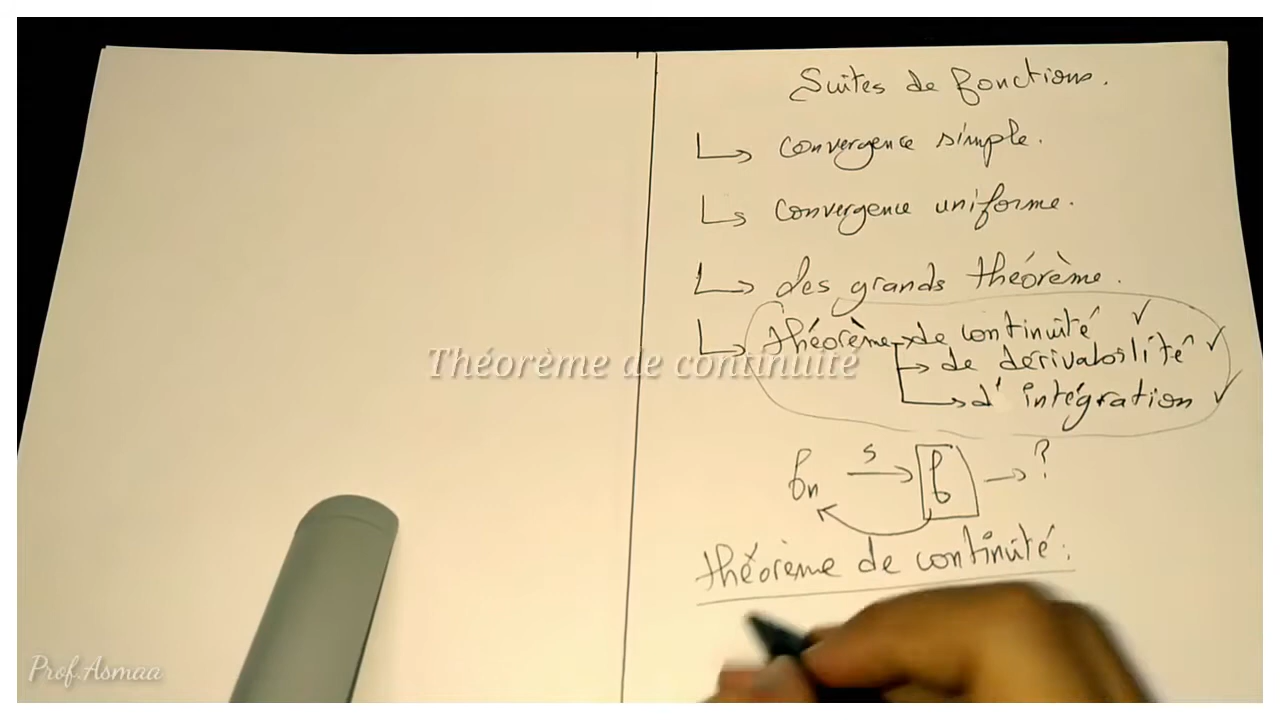 Suites de fonctions.
↳ convergence simple.
↳ convergence uniforme.
↳ des grands théorème.
↳ théorème → de continuité ✓
→ de dérivabilité ✓
→ d'intégration ✓
Théorème de continuité
fn —s→ f → ?
théorème de continuité:
Prof.Asmaa